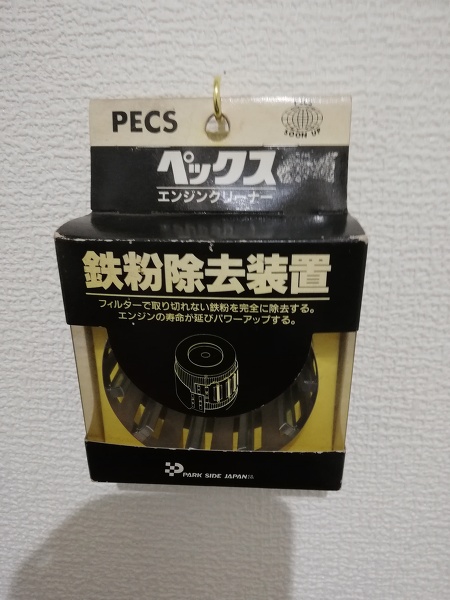 PECS
ペックス
エンジンクリーナー
鉄粉除去装置
フィルターで取り切れない鉄粉を完全に除去する。
エンジンの寿命が延びパワーアップする。
PARK SIDE JAPAN